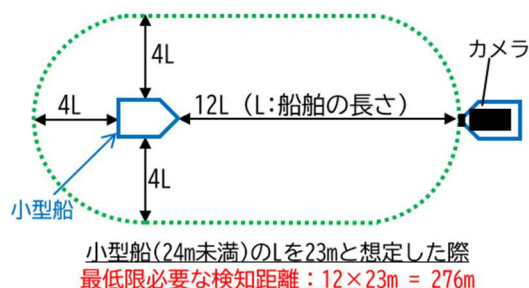 4L
カメラ
4L
12L (L:船舶の長さ)
4L
小型船
小型船(24m未満)のLを23mと想定した際
最低限必要な検知距離：12×23m = 276m